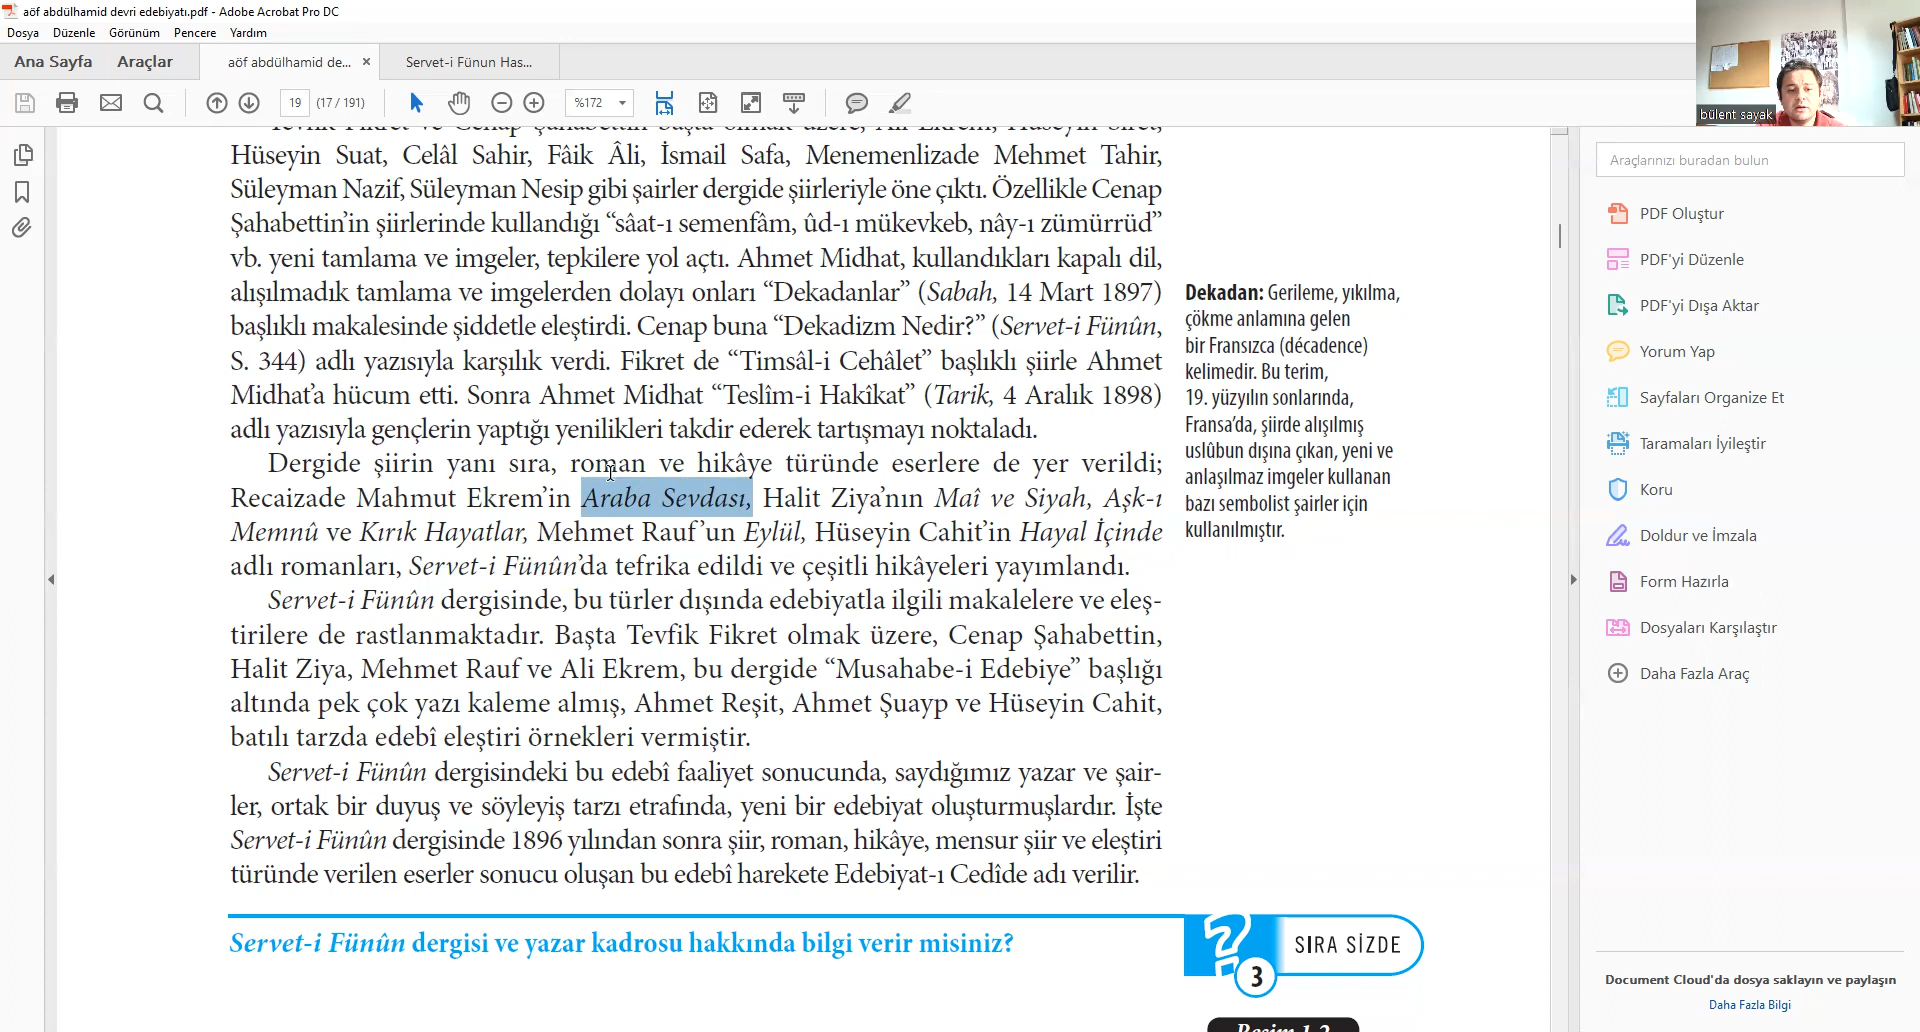 aöf abdülhamid devri edebiyatı.pdf - Adobe Acrobat Pro DC
Dosya Düzenle Görünüm Pencere Yardım
Ana Sayfa Araçlar aöf abdülhamid de... × Servet-i Fünun Has...
19 (17 / 191) %172
bülent sayak
Tevfik Fikret ve Cenap Şahabettin başta olmak üzere, Ali Ekrem, Hüseyin Siret,
Hüseyin Suat, Celâl Sahir, Fâik Âli, İsmail Safa, Menemenlizade Mehmet Tahir,
Süleyman Nazif, Süleyman Nesip gibi şairler dergide şiirleriyle öne çıktı. Özellikle Cenap
Şahabettin’in şiirlerinde kullandığı “sâat-ı semenfâm, ûd-ı mükevkeb, nây-ı zümürrüd”
vb. yeni tamlama ve imgeler, tepkilere yol açtı. Ahmet Midhat, kullandıkları kapalı dil,
alışılmadık tamlama ve imgelerden dolayı onları “Dekadanlar” (Sabah, 14 Mart 1897)
başlıklı makalesinde şiddetle eleştirdi. Cenap buna “Dekadizm Nedir?” (Servet-i Fünûn,
S. 344) adlı yazısıyla karşılık verdi. Fikret de “Timsâl-i Cehâlet” başlıklı şiirle Ahmet
Midhat’a hücum etti. Sonra Ahmet Midhat “Teslîm-i Hakîkat” (Tarik, 4 Aralık 1898)
adlı yazısıyla gençlerin yaptığı yenilikleri takdir ederek tartışmayı noktaladı.
Dergide şiirin yanı sıra, roman ve hikâye türünde eserlere de yer verildi;
Recaizade Mahmut Ekrem’in Araba Sevdası, Halit Ziya’nın Maî ve Siyah, Aşk-ı
Memnû ve Kırık Hayatlar, Mehmet Rauf’un Eylül, Hüseyin Cahit’in Hayal İçinde
adlı romanları, Servet-i Fünûn’da tefrika edildi ve çeşitli hikâyeleri yayımlandı.
Servet-i Fünûn dergisinde, bu türler dışında edebiyatla ilgili makalelere ve eleş-
tirilere de rastlanmaktadır. Başta Tevfik Fikret olmak üzere, Cenap Şahabettin,
Halit Ziya, Mehmet Rauf ve Ali Ekrem, bu dergide “Musahabe-i Edebiye” başlığı
altında pek çok yazı kaleme almış, Ahmet Reşit, Ahmet Şuayp ve Hüseyin Cahit,
batılı tarzda edebî eleştiri örnekleri vermiştir.
Servet-i Fünûn dergisindeki bu edebî faaliyet sonucunda, saydığımız yazar ve şair-
ler, ortak bir duyuş ve söyleyiş tarzı etrafında, yeni bir edebiyat oluşturmuşlardır. İşte
Servet-i Fünûn dergisinde 1896 yılından sonra şiir, roman, hikâye, mensur şiir ve eleştiri
türünde verilen eserler sonucu oluşan bu edebî harekete Edebiyat-ı Cedîde adı verilir.
Dekadan: Gerileme, yıkılma,
çökme anlamına gelen
bir Fransızca (décadence)
kelimedir. Bu terim,
19. yüzyılın sonlarında,
Fransa’da, şiirde alışılmış
uslûbun dışına çıkan, yeni ve
anlaşılmaz imgeler kullanan
bazı sembolist şairler için
kullanılmıştır.
Servet-i Fünûn dergisi ve yazar kadrosu hakkında bilgi verir misiniz?
SIRA SİZDE
3
Resim 1.2
Araçlarınızı buradan bulun
PDF Oluştur
PDF'yi Düzenle
PDF'yi Dışa Aktar
Yorum Yap
Sayfaları Organize Et
Taramaları İyileştir
Koru
Doldur ve İmzala
Form Hazırla
Dosyaları Karşılaştır
Daha Fazla Araç
Document Cloud'da dosya saklayın ve paylaşın
Daha Fazla Bilgi